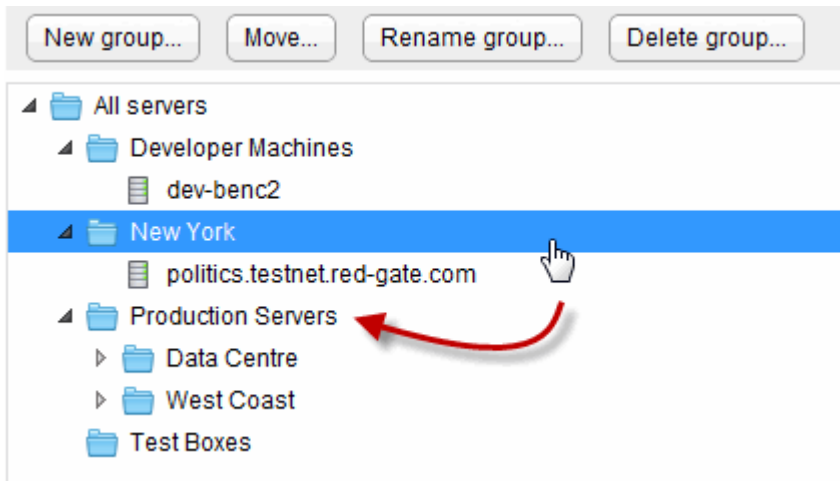 New group... Move... Rename group... Delete group...
All servers
Developer Machines
dev-benc2
New York
politics.testnet.red-gate.com
Production Servers
Data Centre
West Coast
Test Boxes